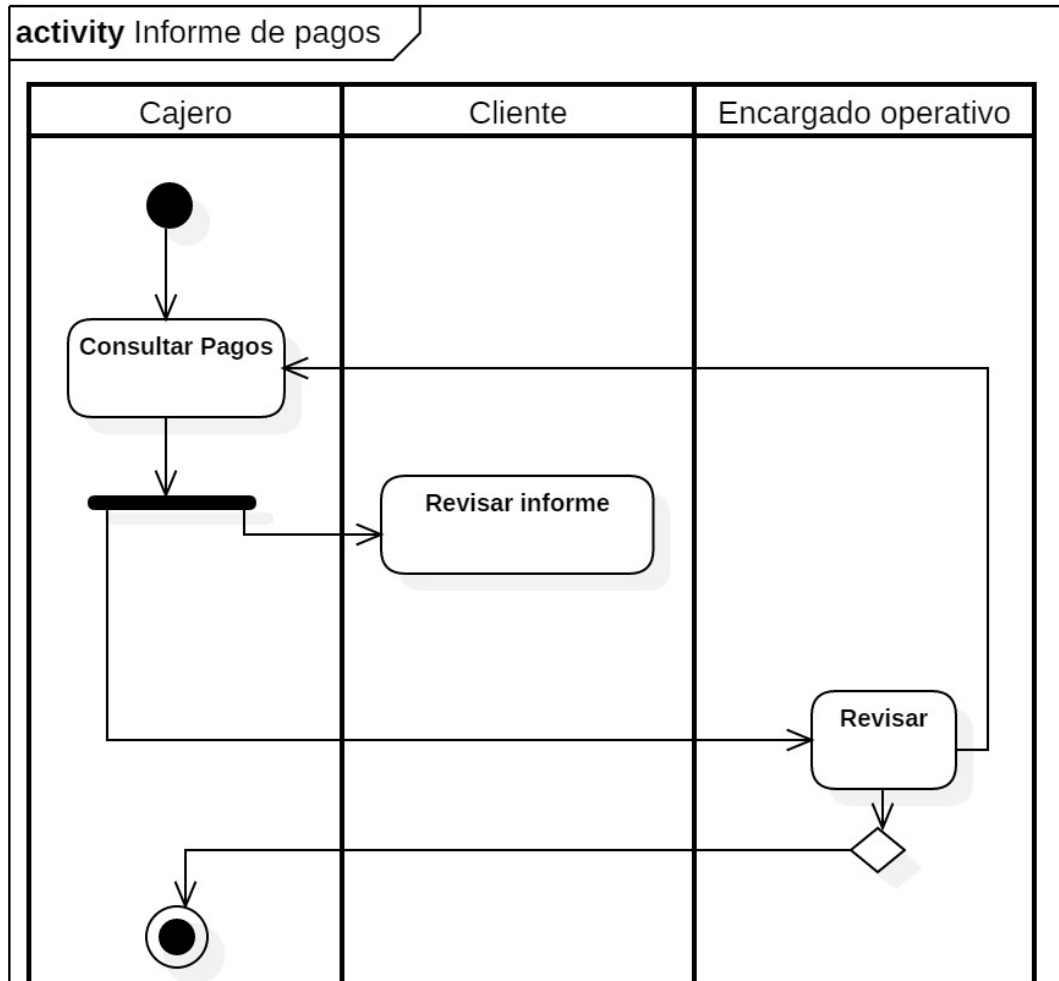 activity Informe de pagos
Cajero
Cliente
Encargado operativo
Consultar Pagos
Revisar informe
Revisar